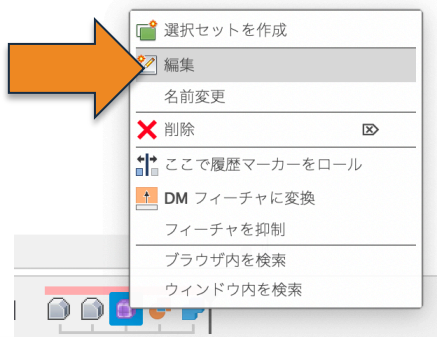 選択セットを作成
編集
名前変更
削除
ここで履歴マーカーをロール
DM フィーチャに変換
フィーチャを抑制
ブラウザ内を検索
ウィンドウ内を検索